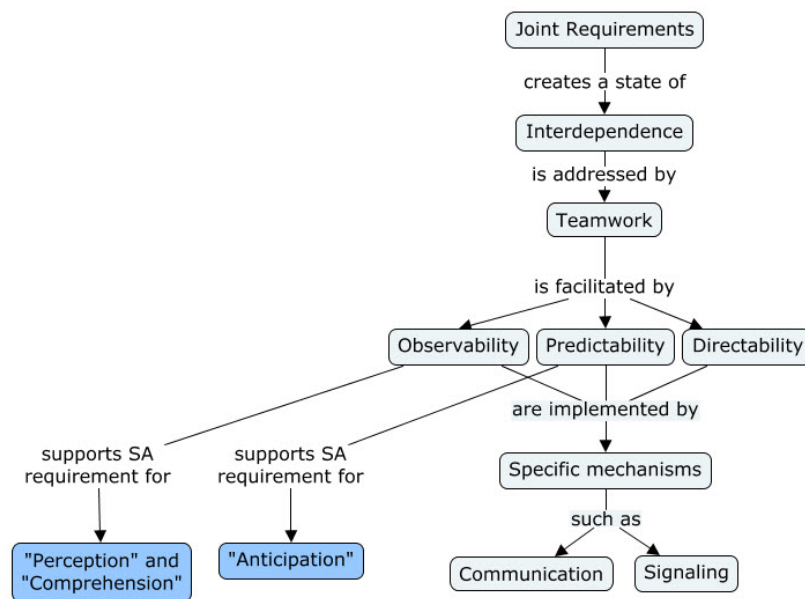 Joint Requirements
creates a state of
Interdependence
is addressed by
Teamwork
is facilitated by
Observability
Predictability
Directability
are implemented by
supports SA
requirement for
supports SA
requirement for
Specific mechanisms
such as
"Perception" and
"Comprehension"
"Anticipation"
Communication
Signaling